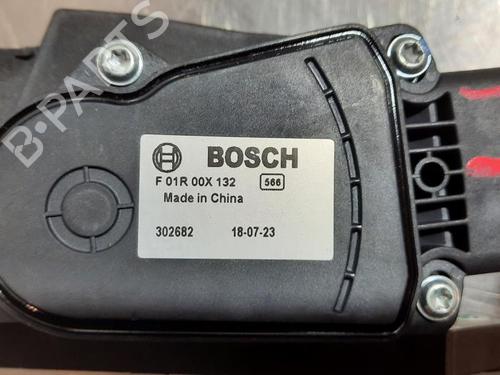 B-PARTS
BOSCH
F 01R 00X 132 566
Made in China
302682 18-07-23